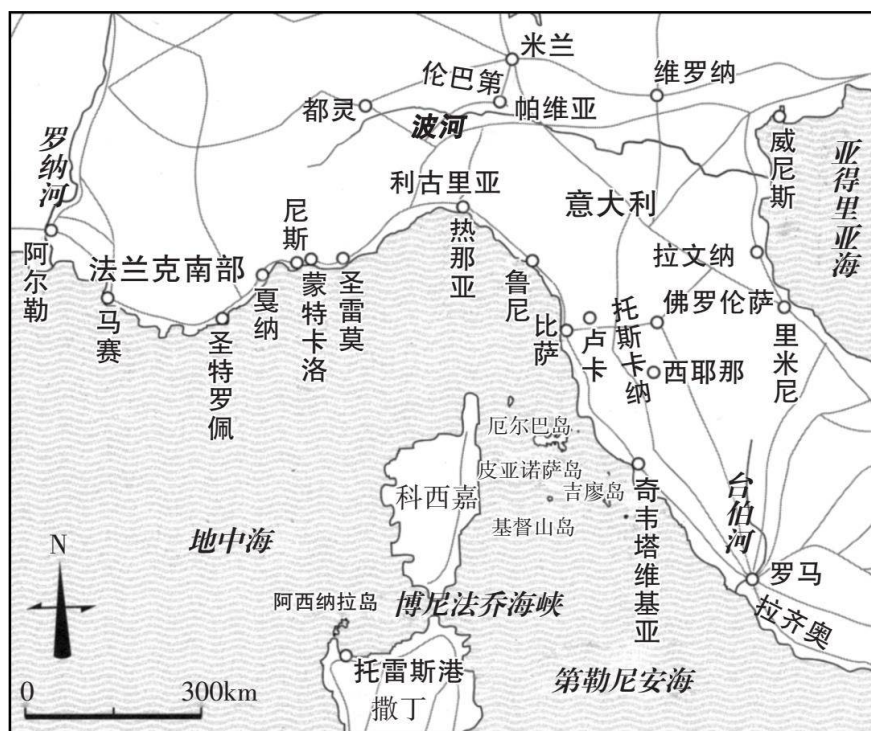 米兰
伦巴第
维罗纳
都灵
帕维亚
波河
威尼斯
亚得里亚海
罗纳河
利古里亚
意大利
尼斯
热那亚
拉文纳
阿尔勒
法兰克南部
戛纳
蒙特卡洛
圣雷莫
鲁尼
马赛
圣特罗佩
比萨
卢卡
托斯卡纳
佛罗伦萨
里米尼
西耶那
厄尔巴岛
皮亚诺萨岛
吉廖岛
科西嘉
基督山岛
奇韦塔维基亚
台伯河
地中海
N
罗马
阿西纳拉岛
博尼法乔海峡
拉齐奥
托雷斯港
第勒尼安海
撒丁
0
300km